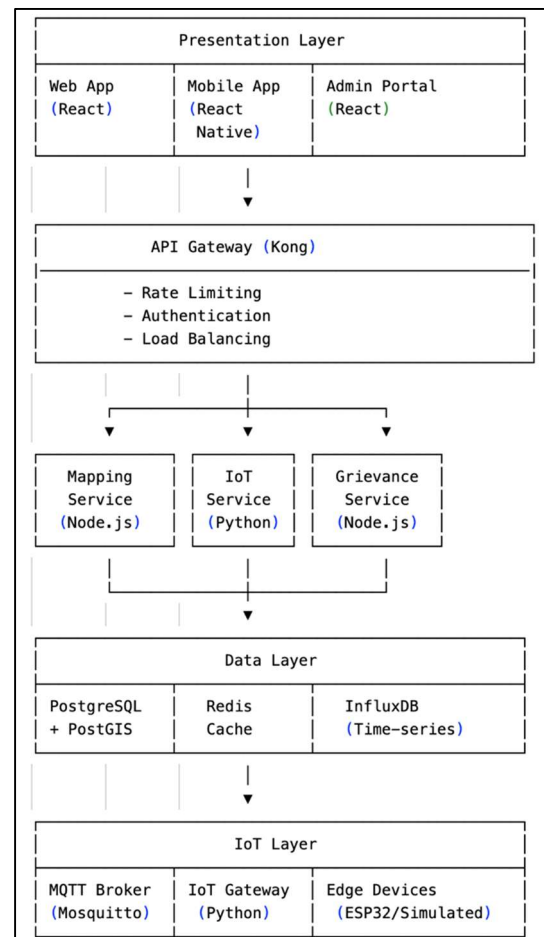 Presentation Layer
Web App Mobile App Admin Portal
(React) (React (React)
Native)
API Gateway (Kong)
- Rate Limiting
- Authentication
- Load Balancing
Mapping IoT Grievance
Service Service Service
(Node.js) (Python) (Node.js)
Data Layer
PostgreSQL Redis InfluxDB
+ PostGIS Cache (Time-series)
IoT Layer
MQTT Broker IoT Gateway Edge Devices
(Mosquitto) (Python) (ESP32/Simulated)